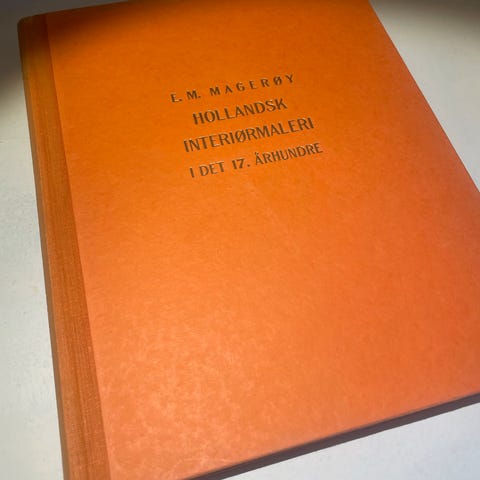 E. M. MAGERØY
HOLLANDSK
INTERIØRMALERI
I DET 17. ÅRHUNDRE